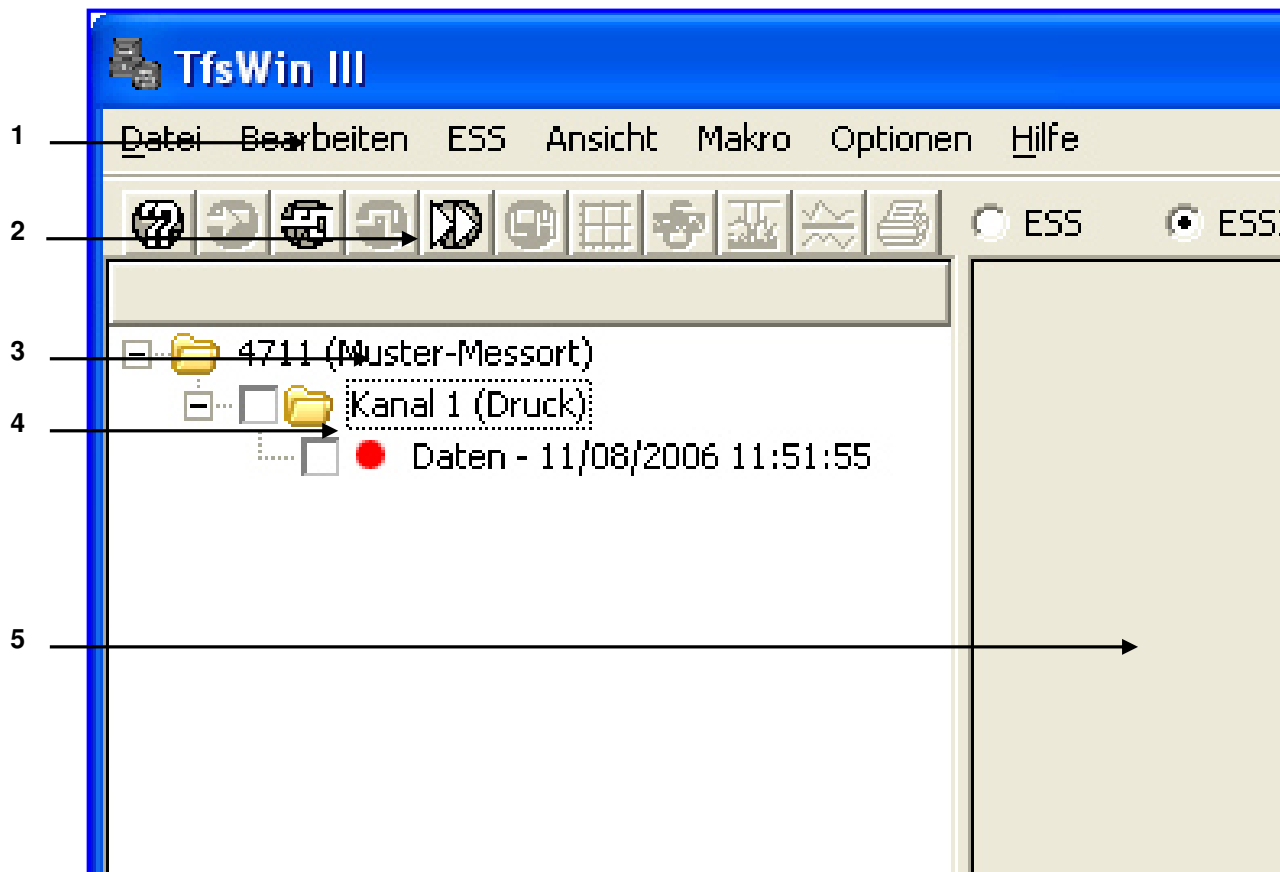 TfsWin III
1
Datei Bearbeiten ESS Ansicht Makro Optionen Hilfe
2
ESS
3
4711 (Muster-Messort)
Kanal 1 (Druck)
4
Daten - 11/08/2006 11:51:55
5